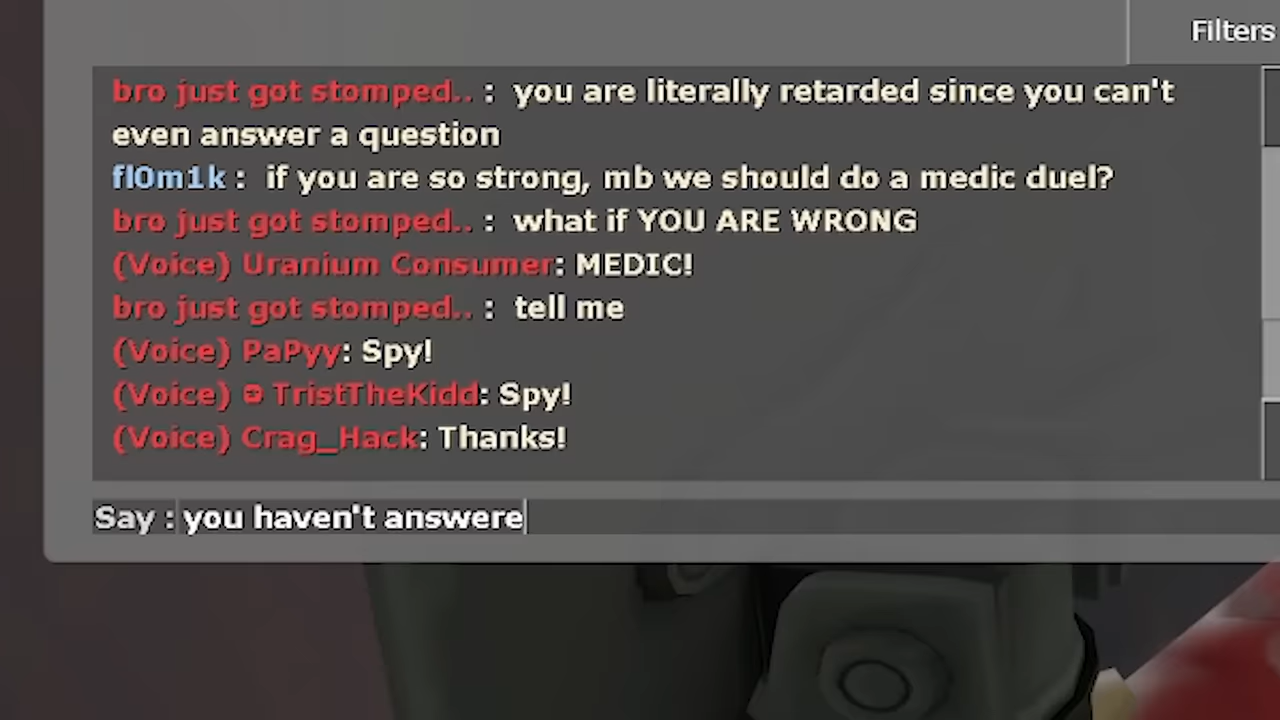 Filters
bro just got stomped.. :  you are literally retarded since you can't
even answer a question
fl0m1k :  if you are so strong, mb we should do a medic duel?
bro just got stomped.. :  what if YOU ARE WRONG
(Voice) Uranium Consumer: MEDIC!
bro just got stomped.. :  tell me
(Voice) PaPyy: Spy!
(Voice) TristTheKidd: Spy!
(Voice) Crag_Hack: Thanks!
Say : you haven't answere